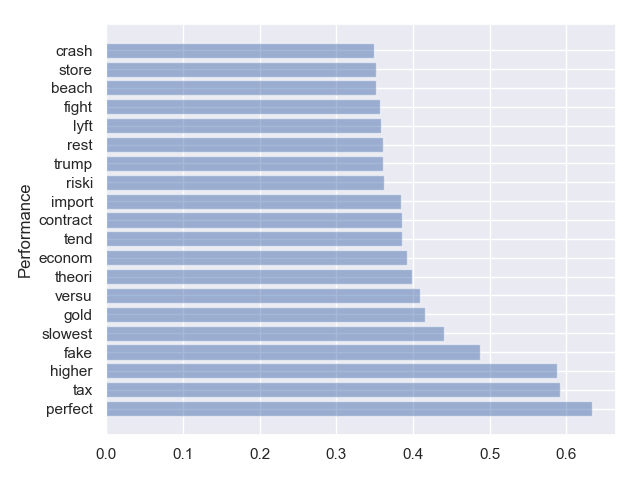 crash
store
beach
fight
lyft
rest
trump
riski
import
contract
tend
econom
theori
versu
gold
slowest
fake
higher
tax
perfect
Performance
0.0 0.1 0.2 0.3 0.4 0.5 0.6